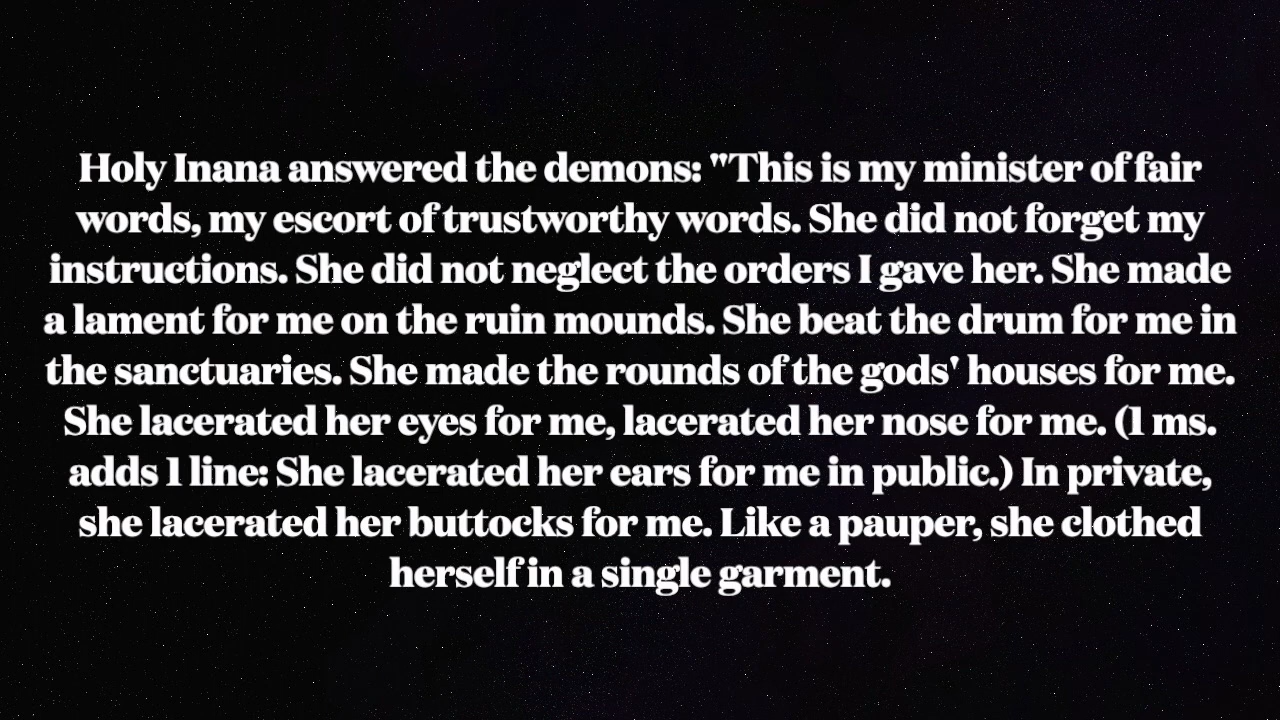 Holy Inana answered the demons: "This is my minister of fair
words, my escort of trustworthy words. She did not forget my
instructions. She did not neglect the orders I gave her. She made
a lament for me on the ruin mounds. She beat the drum for me in
the sanctuaries. She made the rounds of the gods' houses for me.
She lacerated her eyes for me, lacerated her nose for me. (1 ms.
adds 1 line: She lacerated her ears for me in public.) In private,
she lacerated her buttocks for me. Like a pauper, she clothed
herself in a single garment.